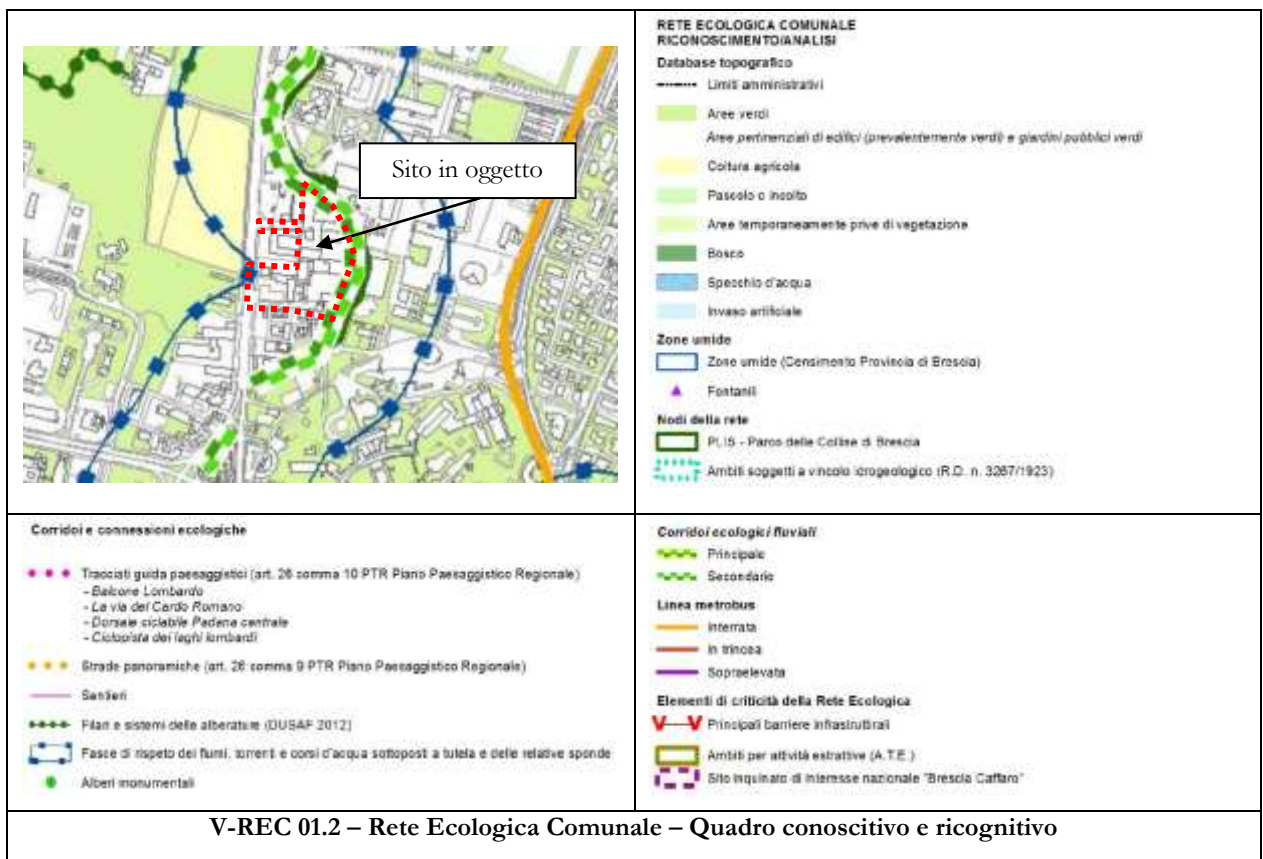 Sito in oggetto
RETE ECOLOGICA COMUNALE
RICONOSCIMENTO/ANALISI
Database topografico
Limiti amministrativi
Aree verdi
Aree pertinenziali di edifici (prevalentemente verdi) e giardini pubblici verdi
Coltura agricola
Pascolo o incolto
Aree temporaneamente prive di vegetazione
Bosco
Specchio d'acqua
Invaso artificiale
Zone umide
Zone umide (Censimento Provincia di Brescia)
Fontanili
Nodi della rete
PLIS - Parco delle Colline di Brescia
Ambiti soggetti a vincolo idrogeologico (R.D. n. 3267/1923)
Corridoi e connessioni ecologiche
Tracciati guida paesaggistici (art. 26 comma 10 PTR Piano Paesaggistico Regionale)
- Balcone Lombardo
- La via del Cardo Romano
- Dorsale ciclabile Padana centrale
- Ciclopista dei laghi lombardi
Strade panoramiche (art. 26 comma 9 PTR Piano Paesaggistico Regionale)
Sentieri
Filari e sistemi delle alberature (DUSAF 2012)
Fasce di rispeto dei fiumi, torrenti e corsi d'acqua sottoposti a tutela e delle relative sponde
Alberi monumentali
Corridoi ecologici fluviali
Principale
Secondario
Linea metrobus
Interrata
In trincea
Sopraelevata
Elementi di criticità della Rete Ecologica
Principali barriere infrastrutturali
Ambiti per attività estrattive (A.T.E.)
Sito inquinato di interesse nazionale "Brescia Caffaro"
V-REC 01.2 – Rete Ecologica Comunale – Quadro conoscitivo e ricognitivo